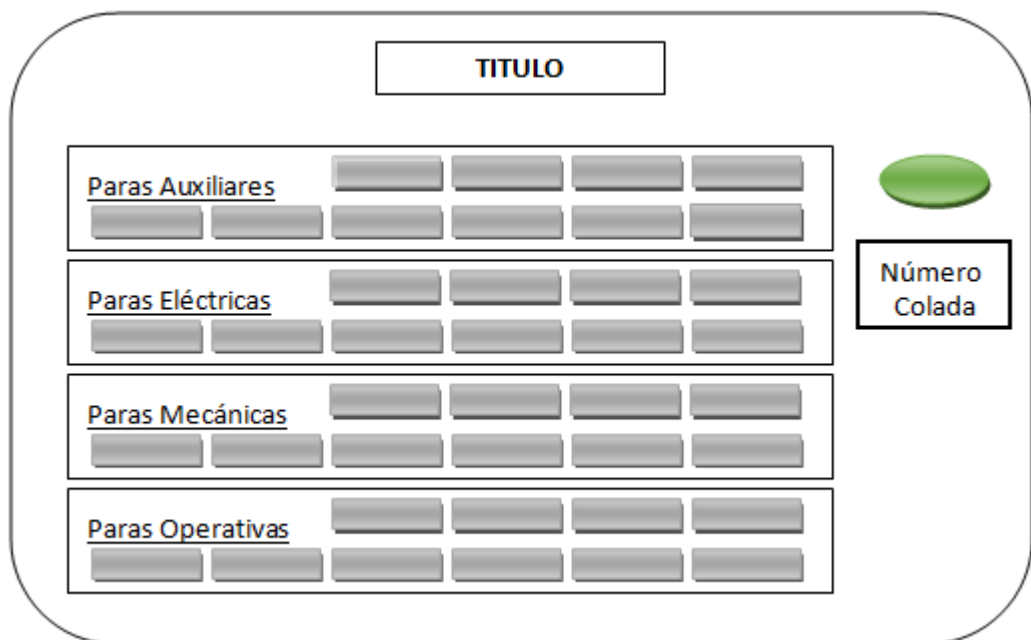 TITULO
Paras Auxiliares
Paras Eléctricas
Número
Colada
Paras Mecánicas
Paras Operativas